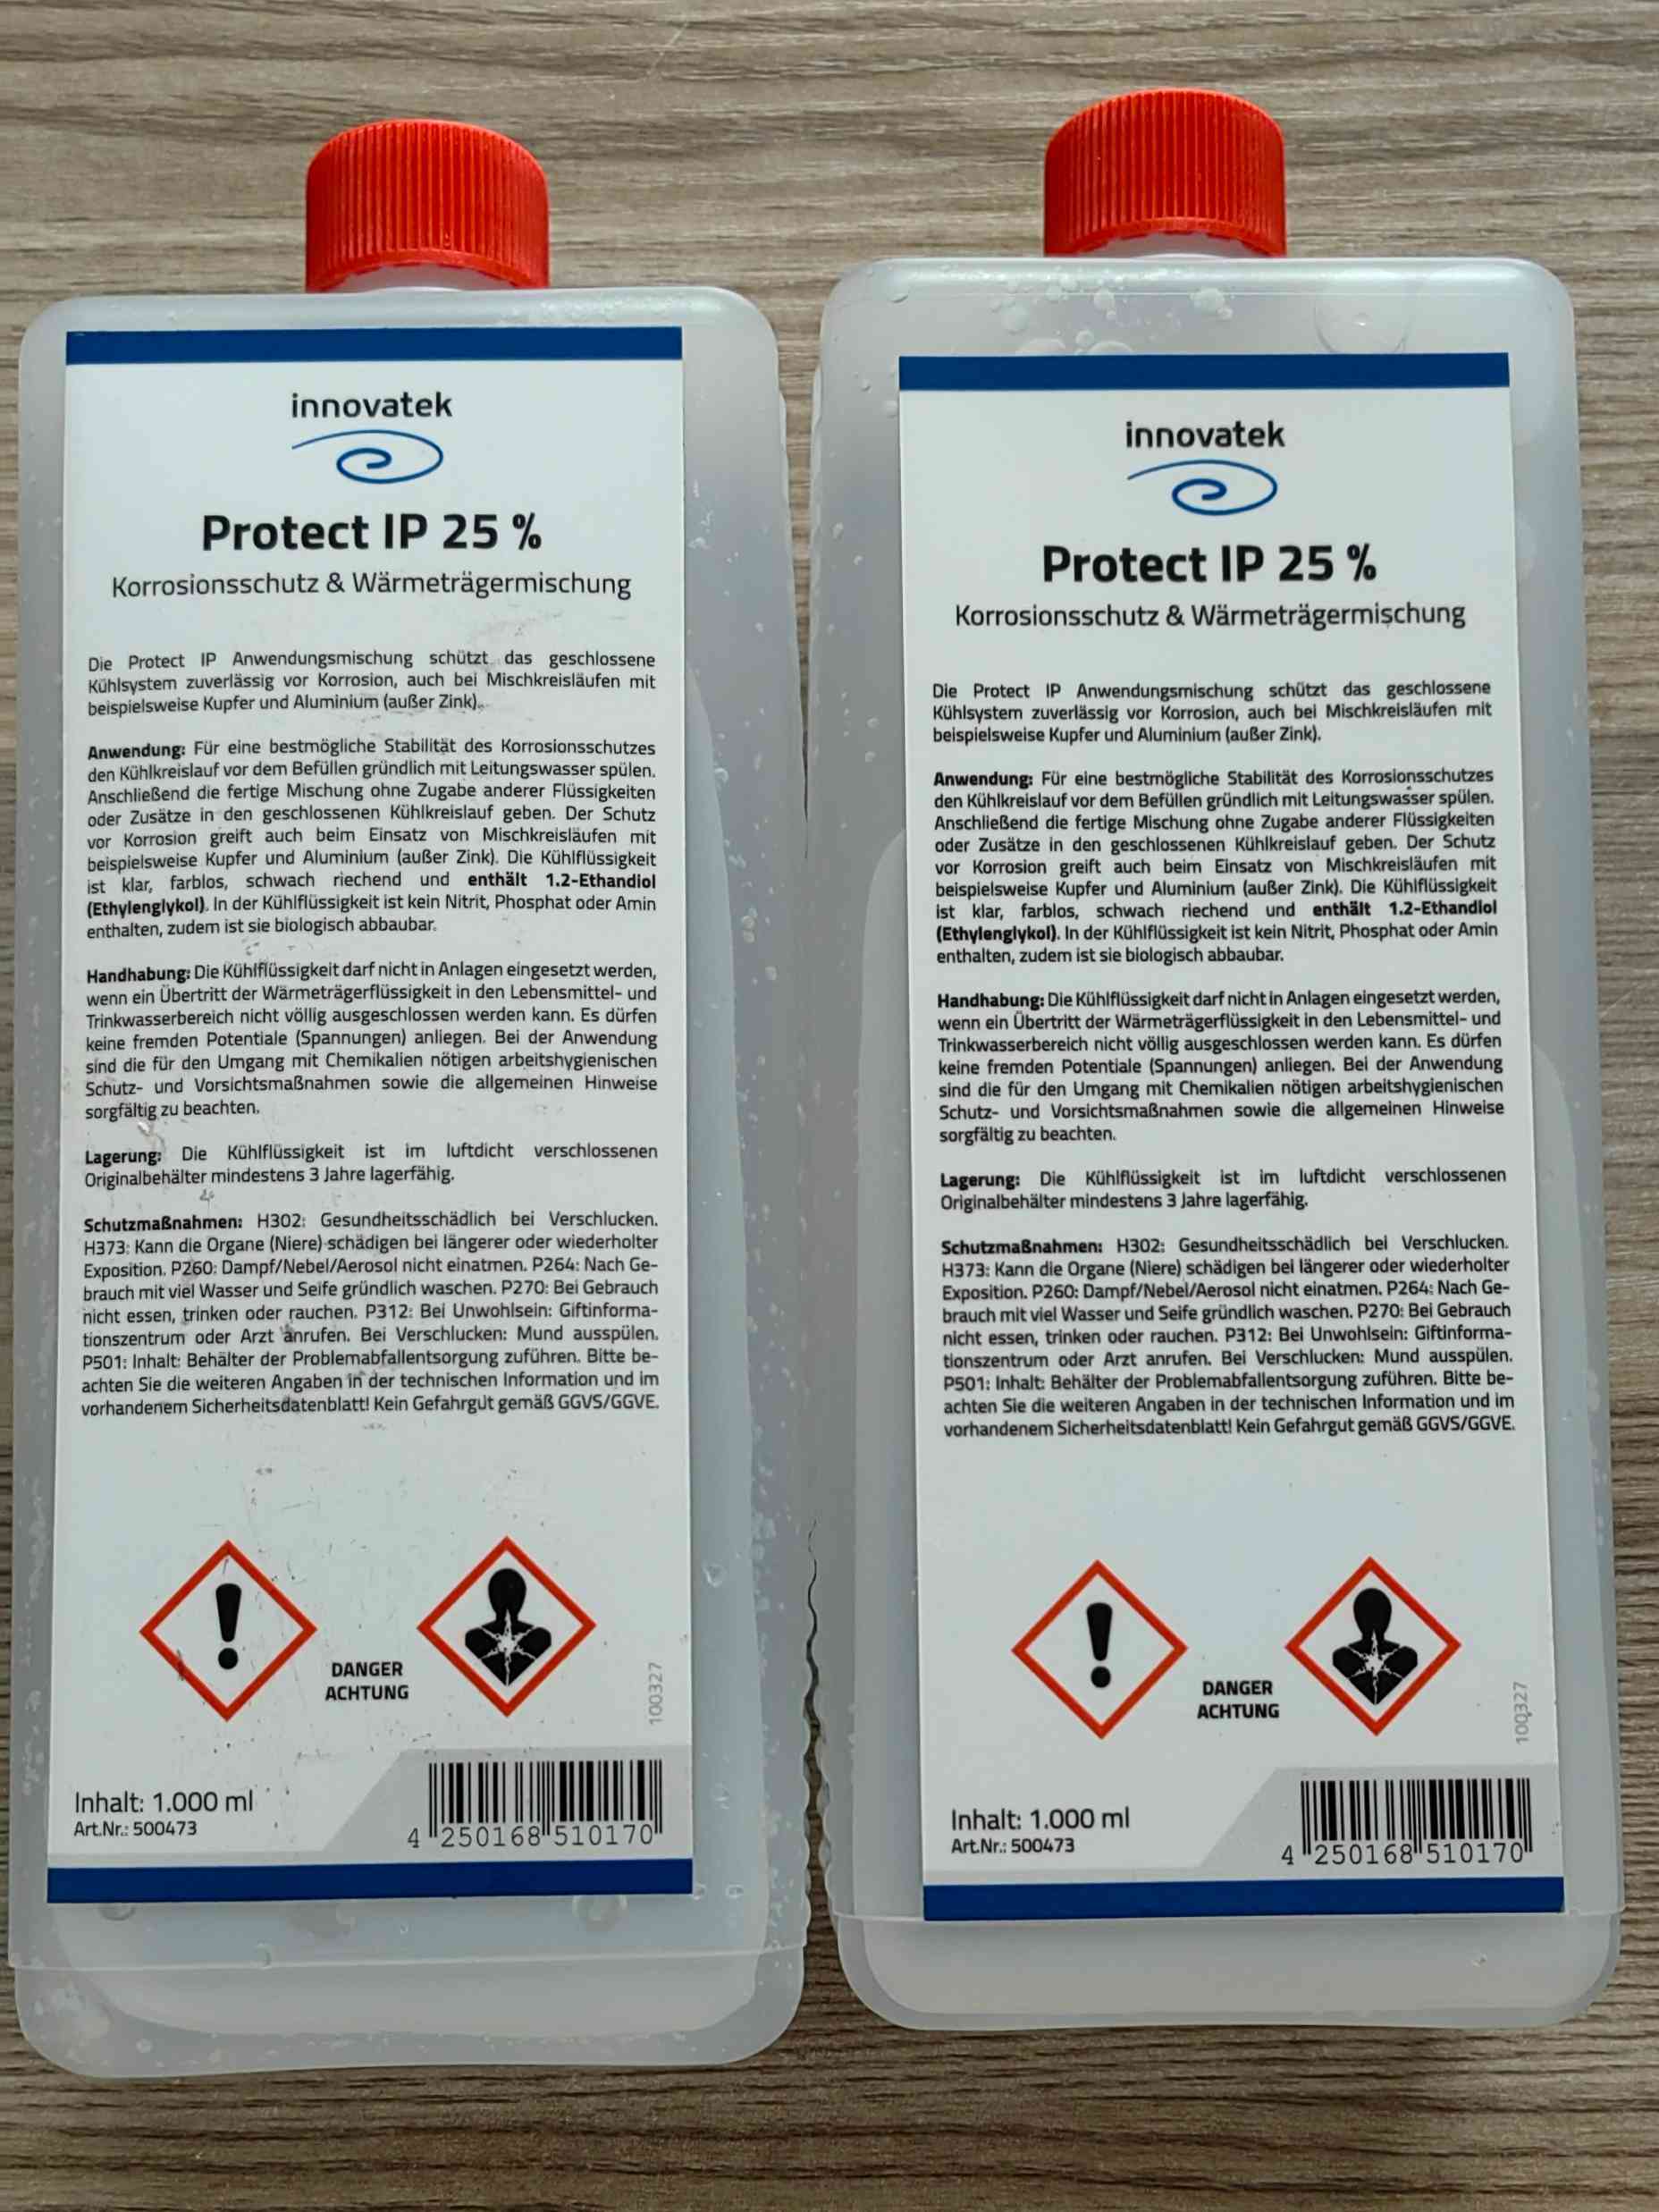 innovatek
Protect IP 25 %
Korrosionsschutz & Wärmeträgermischung
Die Protect IP Anwendungsmischung schützt das geschlossene
Kühlsystem zuverlässig vor Korrosion, auch bei Mischkreisläufen mit
beispielsweise Kupfer und Aluminium (außer Zink).
Anwendung: Für eine bestmögliche Stabilität des Korrosionsschutzes
den Kühlkreislauf vor dem Befüllen gründlich mit Leitungswasser spülen.
Anschließend die fertige Mischung ohne Zugabe anderer Flüssigkeiten
oder Zusätze in den geschlossenen Kühlkreislauf geben. Der Schutz
vor Korrosion greift auch beim Einsatz von Mischkreisläufen mit
beispielsweise Kupfer und Aluminium (außer Zink). Die Kühlflüssigkeit
ist klar, farblos, schwach riechend und enthält 1.2-Ethandiol
(Ethylenglykol). In der Kühlflüssigkeit ist kein Nitrit, Phosphat oder Amin
enthalten, zudem ist sie biologisch abbaubar.
Handhabung: Die Kühlflüssigkeit darf nicht in Anlagen eingesetzt werden,
wenn ein Übertritt der Wärmeträgerflüssigkeit in den Lebensmittel- und
Trinkwasserbereich nicht völlig ausgeschlossen werden kann. Es dürfen
keine fremden Potentiale (Spannungen) anliegen. Bei der Anwendung
sind die für den Umgang mit Chemikalien nötigen arbeitshygienischen
Schutz- und Vorsichtsmaßnahmen sowie die allgemeinen Hinweise
sorgfältig zu beachten.
Lagerung: Die Kühlflüssigkeit ist im luftdicht verschlossenen
Originalbehälter mindestens 3 Jahre lagerfähig.
Schutzmaßnahmen: H302: Gesundheitsschädlich bei Verschlucken.
H373: Kann die Organe (Niere) schädigen bei längerer oder wiederholter
Exposition. P260: Dampf/Nebel/Aerosol nicht einatmen. P264: Nach Ge-
brauch mit viel Wasser und Seife gründlich waschen. P270: Bei Gebrauch
nicht essen, trinken oder rauchen. P312: Bei Unwohlsein: Giftinforma-
tionszentrum oder Arzt anrufen. Bei Verschlucken: Mund ausspülen.
P501: Inhalt: Behälter der Problemabfallentsorgung zuführen. Bitte be-
achten Sie die weiteren Angaben in der technischen Information und im
vorhandenem Sicherheitsdatenblatt! Kein Gefahrgut gemäß GGVS/GGVE.
DANGER
ACHTUNG
100327
Inhalt: 1.000 ml
Art.Nr.: 500473
4 250168 510170
innovatek
Protect IP 25 %
Korrosionsschutz & Wärmeträgermischung
Die Protect IP Anwendungsmischung schützt das geschlossene
Kühlsystem zuverlässig vor Korrosion, auch bei Mischkreisläufen mit
beispielsweise Kupfer und Aluminium (außer Zink).
Anwendung: Für eine bestmögliche Stabilität des Korrosionsschutzes
den Kühlkreislauf vor dem Befüllen gründlich mit Leitungswasser spülen.
Anschließend die fertige Mischung ohne Zugabe anderer Flüssigkeiten
oder Zusätze in den geschlossenen Kühlkreislauf geben. Der Schutz
vor Korrosion greift auch beim Einsatz von Mischkreisläufen mit
beispielsweise Kupfer und Aluminium (außer Zink). Die Kühlflüssigkeit
ist klar, farblos, schwach riechend und enthält 1.2-Ethandiol
(Ethylenglykol). In der Kühlflüssigkeit ist kein Nitrit, Phosphat oder Amin
enthalten, zudem ist sie biologisch abbaubar.
Handhabung: Die Kühlflüssigkeit darf nicht in Anlagen eingesetzt werden,
wenn ein Übertritt der Wärmeträgerflüssigkeit in den Lebensmittel- und
Trinkwasserbereich nicht völlig ausgeschlossen werden kann. Es dürfen
keine fremden Potentiale (Spannungen) anliegen. Bei der Anwendung
sind die für den Umgang mit Chemikalien nötigen arbeitshygienischen
Schutz- und Vorsichtsmaßnahmen sowie die allgemeinen Hinweise
sorgfältig zu beachten.
Lagerung: Die Kühlflüssigkeit ist im luftdicht verschlossenen
Originalbehälter mindestens 3 Jahre lagerfähig.
Schutzmaßnahmen: H302: Gesundheitsschädlich bei Verschlucken.
H373: Kann die Organe (Niere) schädigen bei längerer oder wiederholter
Exposition. P260: Dampf/Nebel/Aerosol nicht einatmen. P264: Nach Ge-
brauch mit viel Wasser und Seife gründlich waschen. P270: Bei Gebrauch
nicht essen, trinken oder rauchen. P312: Bei Unwohlsein: Giftinforma-
tionszentrum oder Arzt anrufen. Bei Verschlucken: Mund ausspülen.
P501: Inhalt: Behälter der Problemabfallentsorgung zuführen. Bitte be-
achten Sie die weiteren Angaben in der technischen Information und im
vorhandenem Sicherheitsdatenblatt! Kein Gefahrgut gemäß GGVS/GGVE.
DANGER
ACHTUNG
100327
Inhalt: 1.000 ml
Art.Nr.: 500473
4 250168 510170